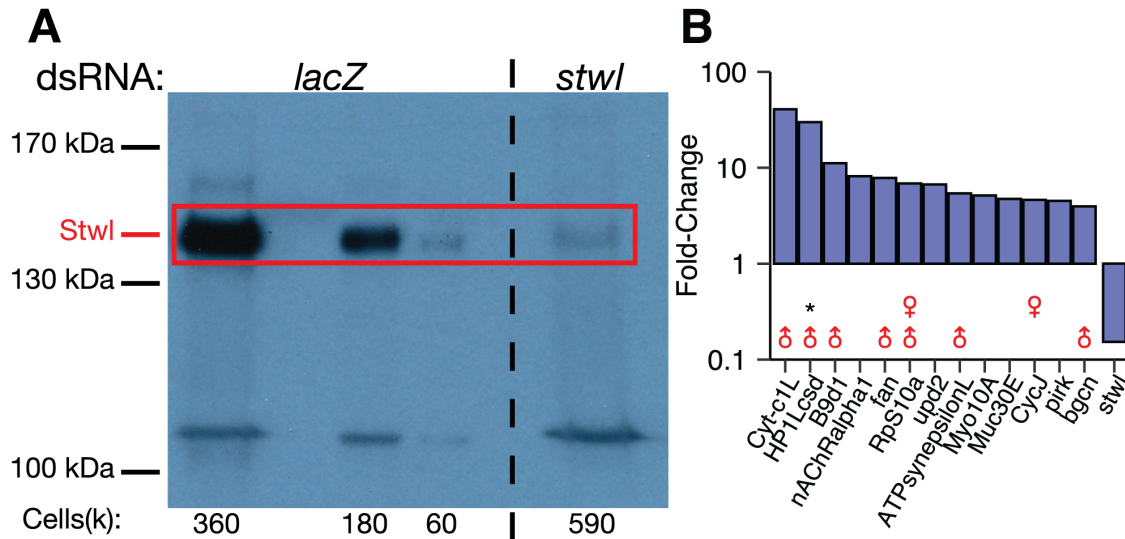 A
dsRNA: lacZ stwl
170 kDa
Stwl
130 kDa
100 kDa
Cells(k): 360 180 60 590
B
Fold-Change
100
10
1
0.1
*
♀ ♀
♂ ♂ ♂ ♂ ♂ ♂ ♂
Cyt-c1L
HP1Lcsd
B9d1
nAChRalpha1
fan
RpS10a
upd2
ATPsynepsilonL
Myo10A
Muc30E
CycJ
pirk
bgcn
stwl